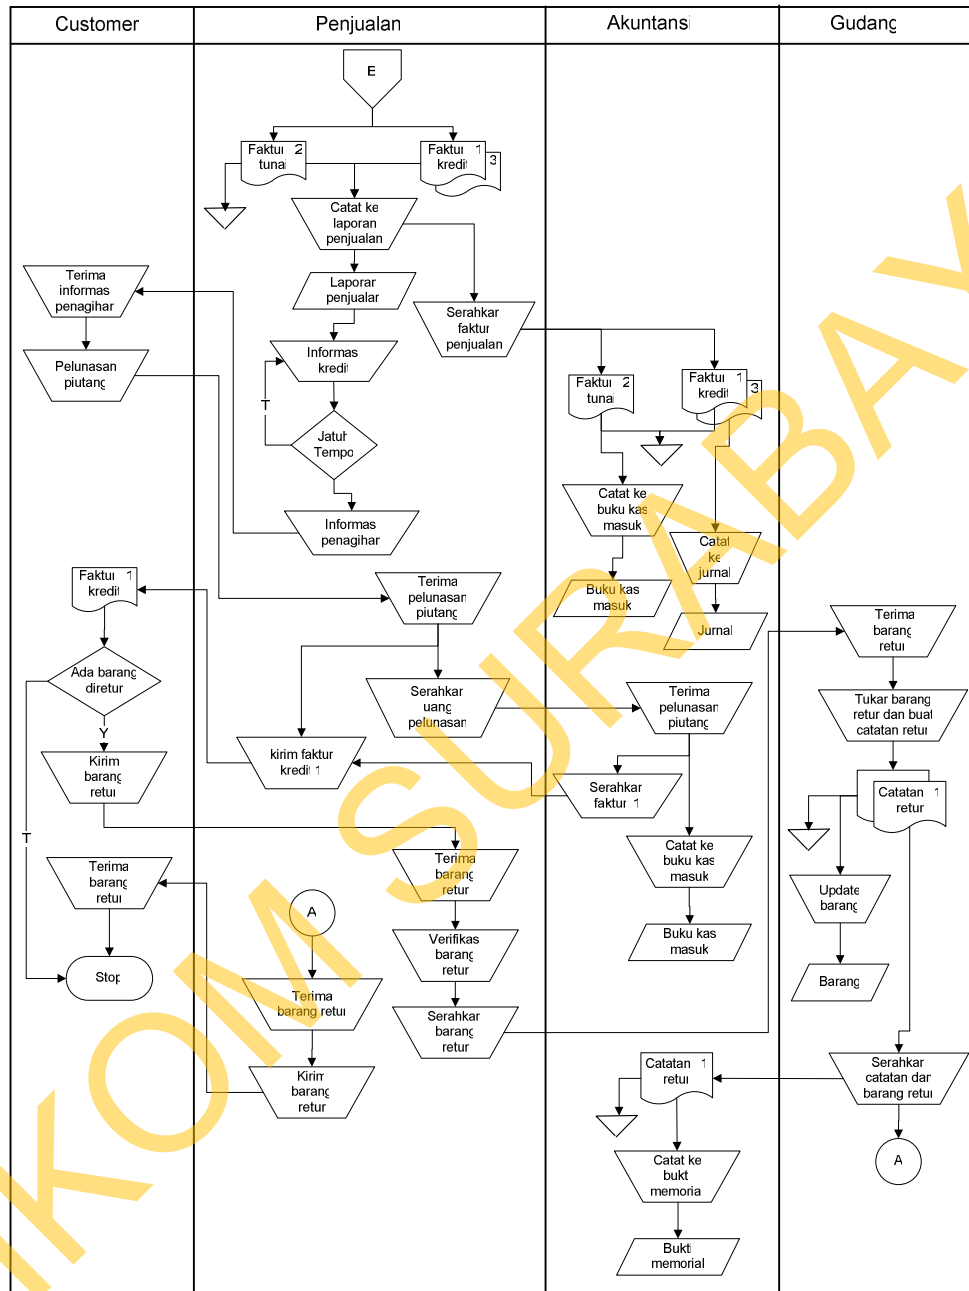 Customer
Penjualan
Akuntansi
Gudang
E
Faktur 2
tunai
Faktur 1
kredit
3
Catat ke
laporan
penjualan
Laporan
penjualan
Serahkan
faktur
penjualan
Terima
informasi
penagihan
Pelunasan
piutang
Informasi
kredit
T
Jatuh
Tempo
Informasi
penagihan
Faktur 2
tunai
Faktur 1
kredit
3
Catat ke
buku kas
masuk
Catat
ke
jurnal
Buku kas
masuk
Jurnal
Faktur 1
kredit
Terima
pelunasan
piutang
Terima
barang
retur
Ada barang
diretur
Y
T
Serahkan
uang
pelunasan
Terima
pelunasan
piutang
Tukar barang
retur dan buat
catatan retur
Kirim
barang
retur
kirim faktur
kredit 1
Serahkan
faktur 1
Catatan 1
retur
Terima
barang
retur
Terima
barang
retur
A
Catat ke
buku kas
masuk
Update
barang
Verifikasi
barang
retur
Buku kas
masuk
Stop
Terima
barang retur
Serahkan
barang
retur
Barang
Kirim
barang
retur
Catatan 1
retur
Serahkan
catatan dan
barang retur
A
Catat ke
bukti
memorial
Bukti
memorial
IKOM SURABAY